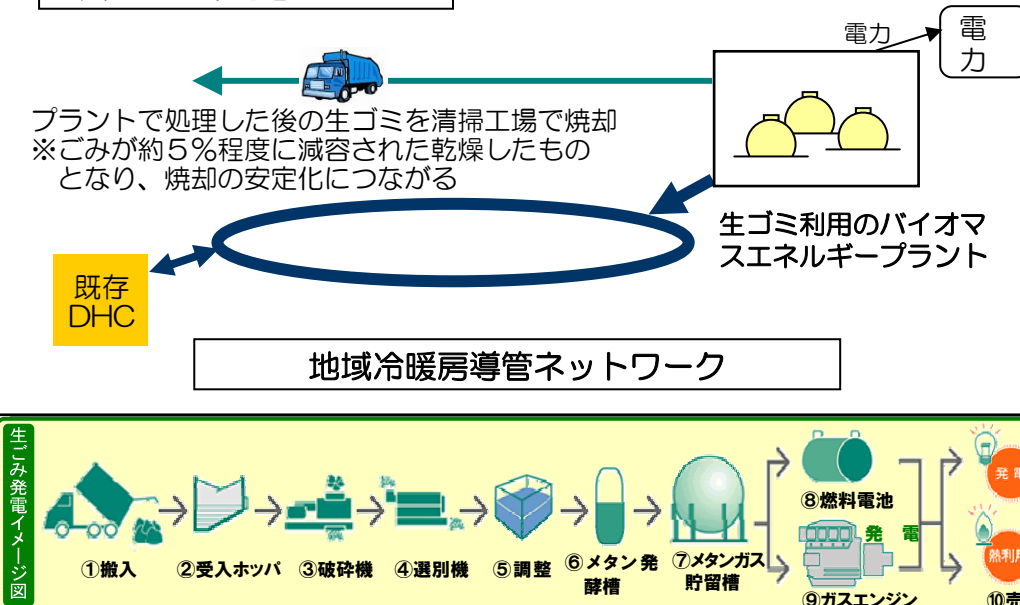 電力
電
力
プラントで処理した後の生ゴミを清掃工場で焼却
※ごみが約5%程度に減容された乾燥したもの
となり、焼却の安定化につながる
生ゴミ利用のバイオマ
スエネルギープラント
既存
DHC
地域冷暖房導管ネットワーク
生ごみ発電イメージ図
①搬入
②受入ホッパ
③破砕機
④選別機
⑤調整
⑥メタン発
酵槽
⑦メタンガス
貯留槽
⑧燃料電池
発電
⑨ガスエンジン
発電
熱利用
⑩売